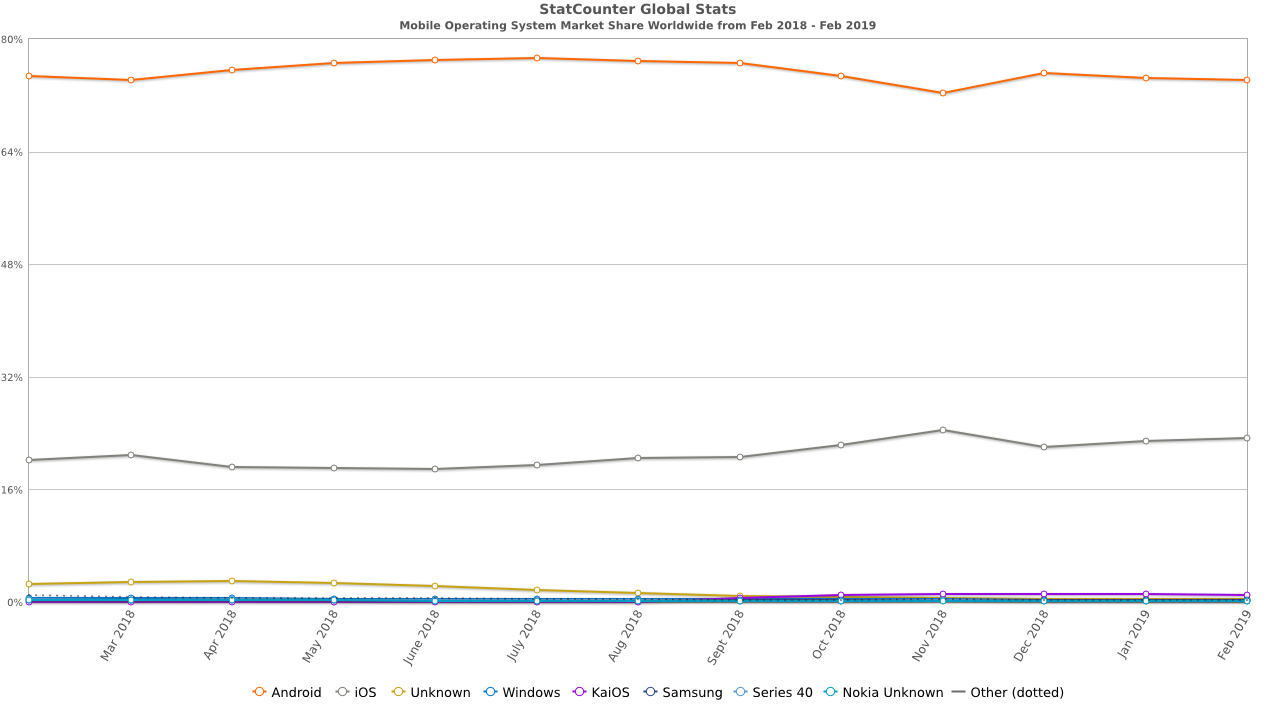 StatCounter Global Stats
Mobile Operating System Market Share Worldwide from Feb 2018 - Feb 2019
80%
64%
48%
32%
16%
0%
Mar 2018
Apr 2018
May 2018
June 2018
July 2018
Aug 2018
Sept 2018
Oct 2018
Nov 2018
Dec 2018
Jan 2019
Feb 2019
Android iOS Unknown Windows KaiOS Samsung Series 40 Nokia Unknown Other (dotted)